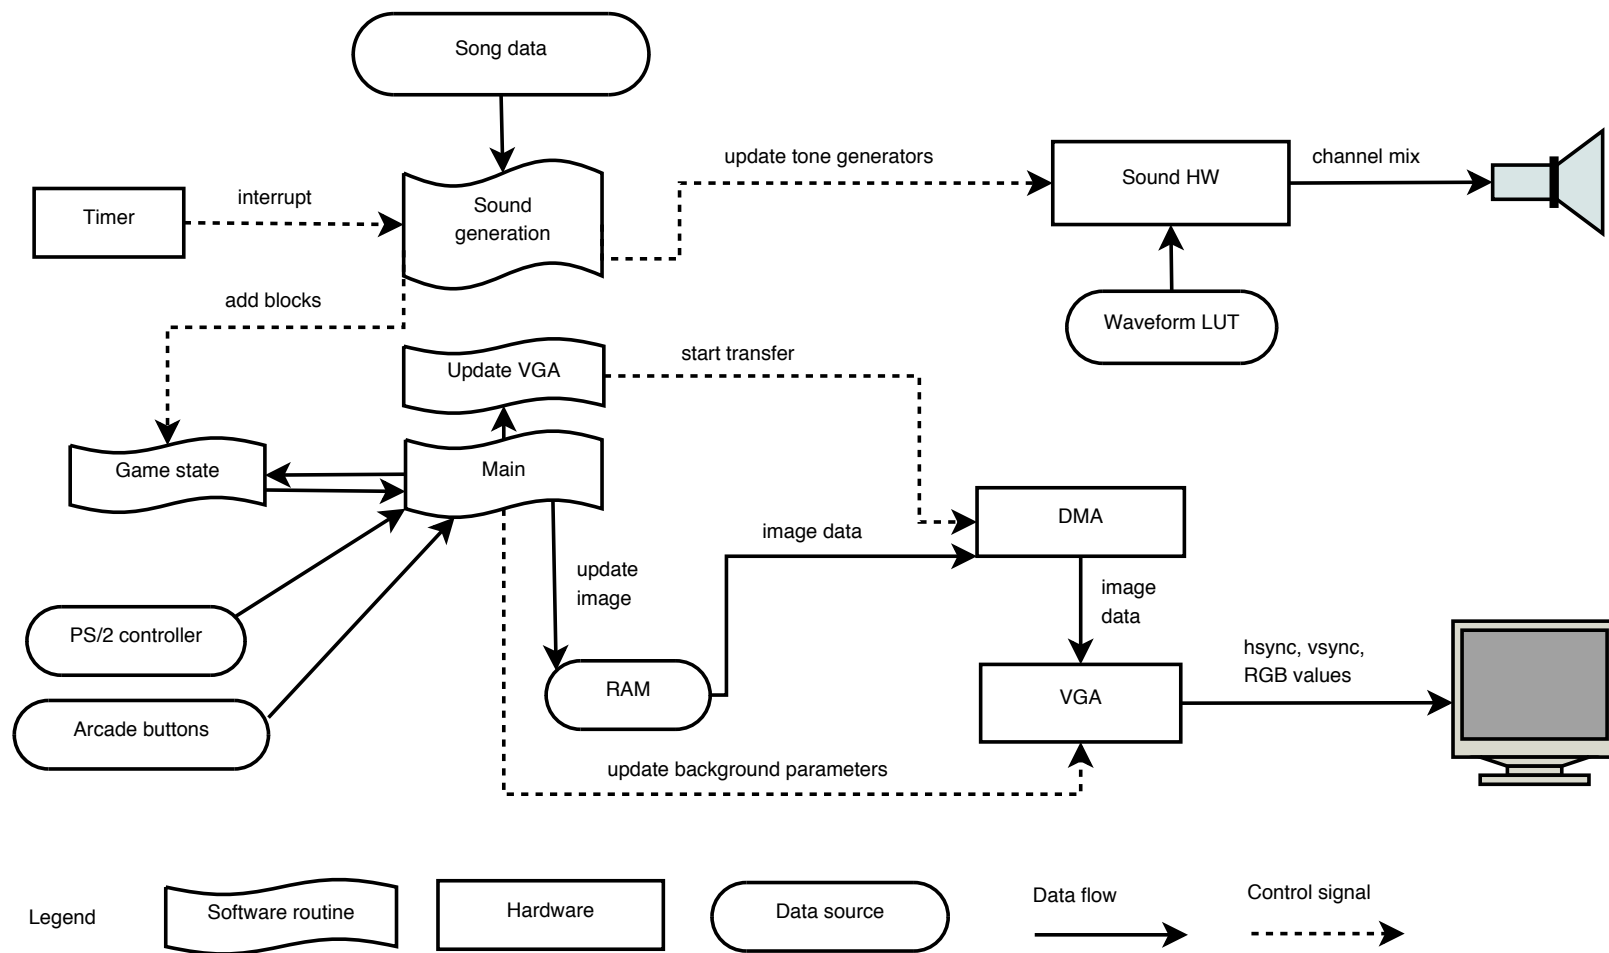 Song data
update tone generators
Sound HW
channel mix
Timer
interrupt
Sound
generation
add blocks
Waveform LUT
Update VGA
start transfer
Game state
Main
DMA
image data
update
image
image
data
PS/2 controller
RAM
VGA
hsync, vsync,
RGB values
Arcade buttons
update background parameters
Legend
Software routine
Hardware
Data source
Data flow
Control signal